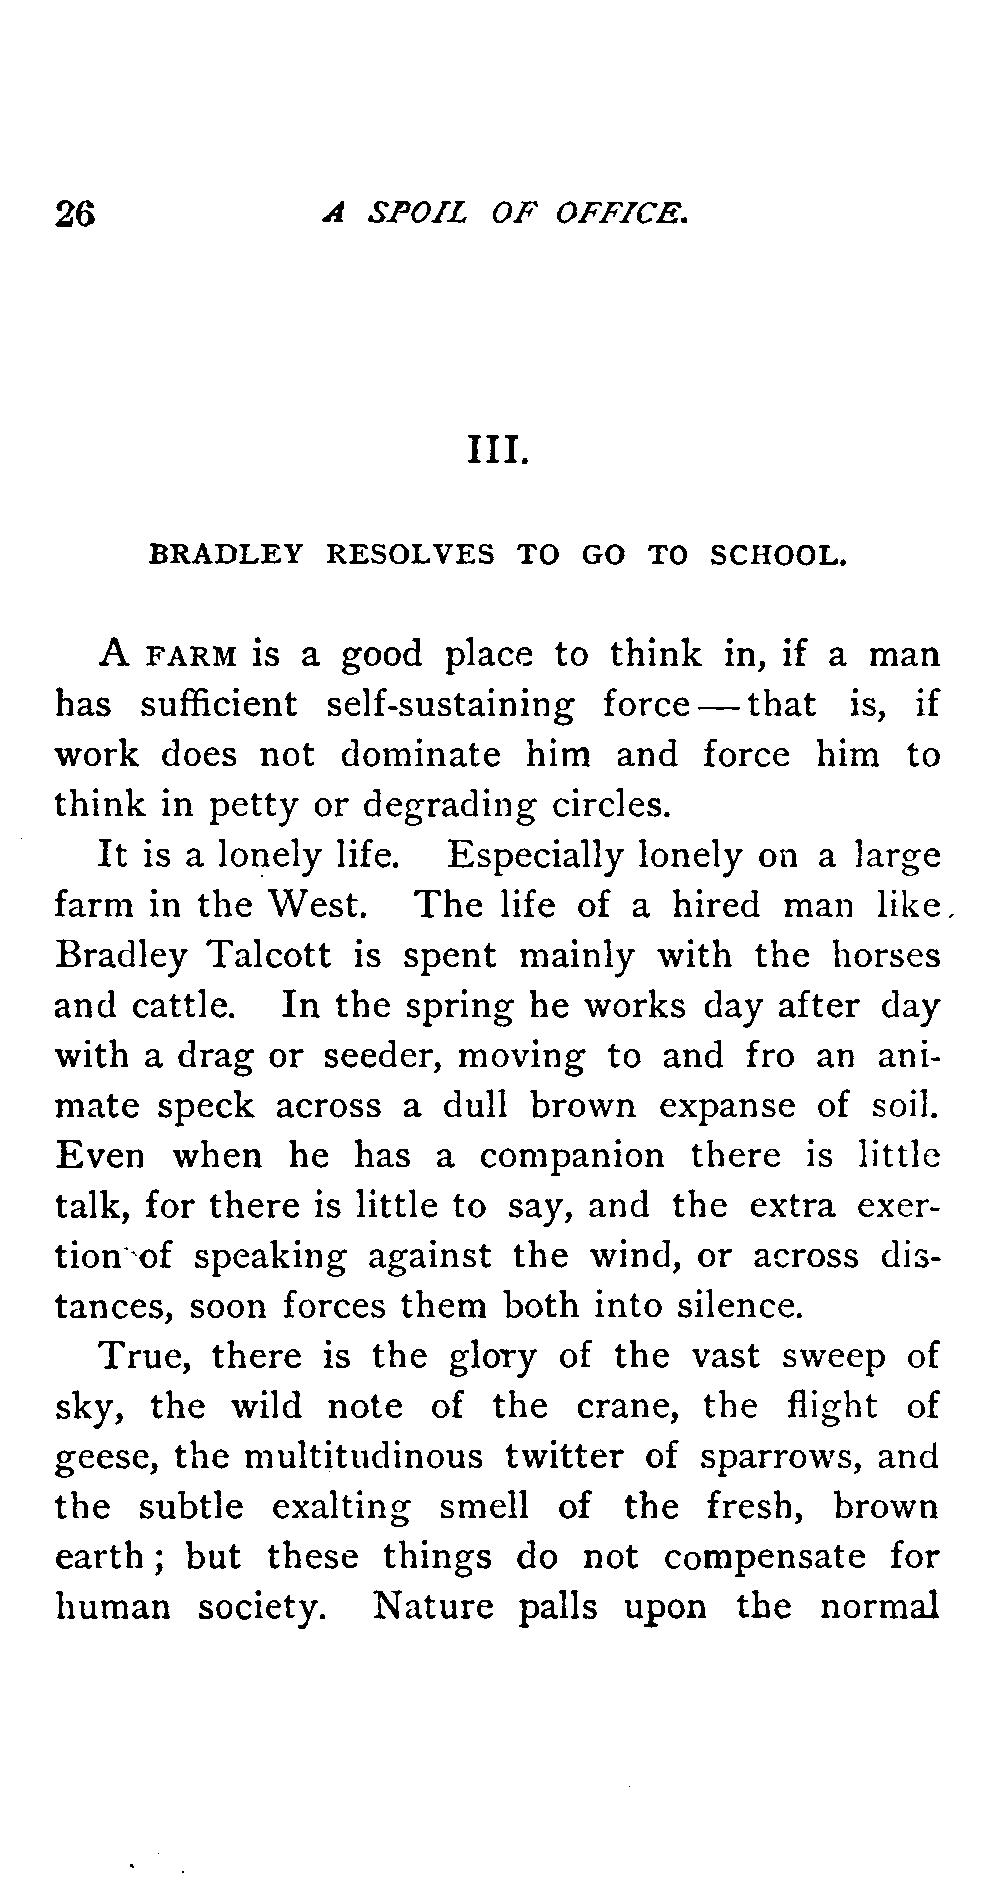 26 A SPOIL OF OFFICE.
III.
BRADLEY RESOLVES TO GO TO SCHOOL.
A FARM is a good place to think in, if a man
has sufficient self-sustaining force — that is, if
work does not dominate him and force him to
think in petty or degrading circles.
It is a lonely life. Especially lonely on a large
farm in the West. The life of a hired man like
Bradley Talcott is spent mainly with the horses
and cattle. In the spring he works day after day
with a drag or seeder, moving to and fro an ani-
mate speck across a dull brown expanse of soil.
Even when he has a companion there is little
talk, for there is little to say, and the extra exer-
tion of speaking against the wind, or across dis-
tances, soon forces them both into silence.
True, there is the glory of the vast sweep of
sky, the wild note of the crane, the flight of
geese, the multitudinous twitter of sparrows, and
the subtle exalting smell of the fresh, brown
earth ; but these things do not compensate for
human society. Nature palls upon the normal